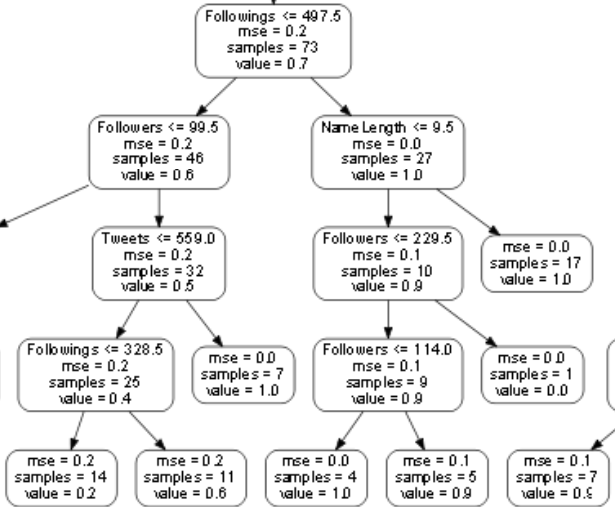 Followings <= 497.5
mse = 0.2
samples = 73
value = 0.7
Followers <= 99.5
mse = 0.2
samples = 46
value = 0.6
Name Length <= 9.5
mse = 0.0
samples = 27
value = 1.0
Tweets <= 559.0
mse = 0.2
samples = 32
value = 0.5
Followers <= 229.5
mse = 0.1
samples = 10
value = 0.9
mse = 0.0
samples = 17
value = 1.0
Followings <= 328.5
mse = 0.2
samples = 25
value = 0.4
mse = 0.0
samples = 7
value = 1.0
Followers <= 114.0
mse = 0.1
samples = 9
value = 0.9
mse = 0.0
samples = 1
value = 0.0
mse = 0.2
samples = 14
value = 0.2
mse = 0.2
samples = 11
value = 0.6
mse = 0.0
samples = 4
value = 1.0
mse = 0.1
samples = 5
value = 0.9
mse = 0.1
samples = 7
value = 0.9